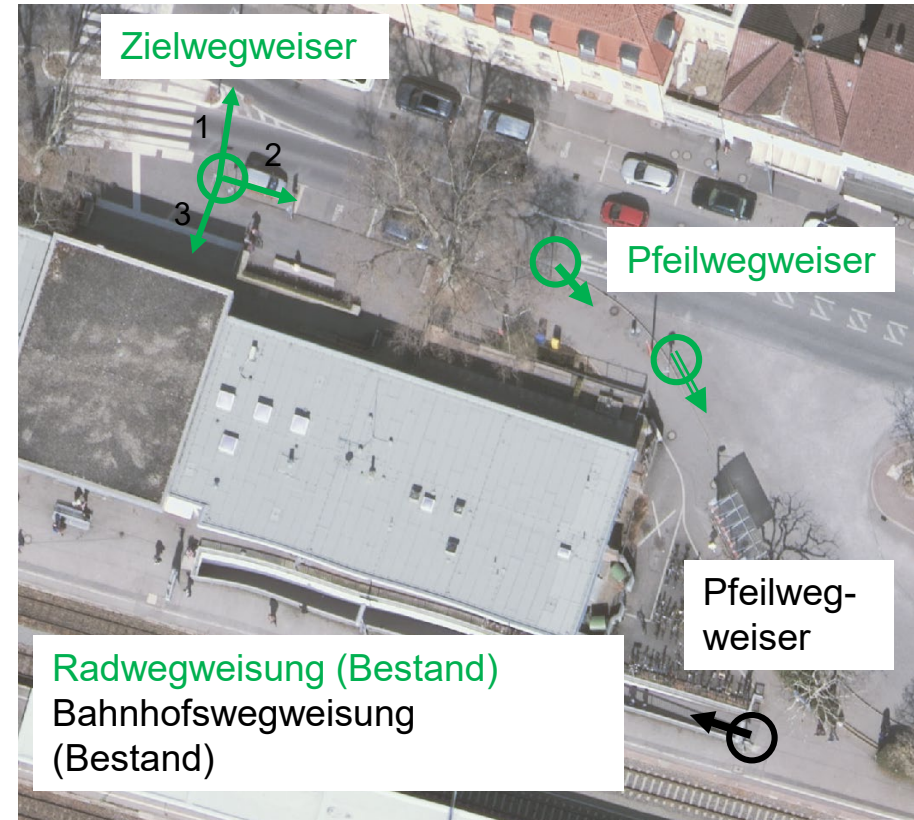 Zielwegweiser
1
2
3
Pfeilwegweiser
Pfeilweg-
weiser
Radwegweisung (Bestand)
Bahnhofswegweisung
(Bestand)